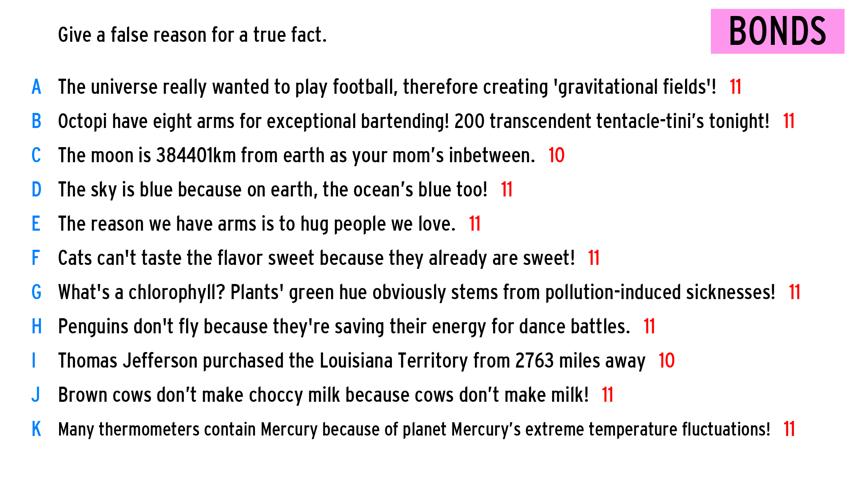 Give a false reason for a true fact.
BONDS
A The universe really wanted to play football, therefore creating 'gravitational fields'! 11
B Octopi have eight arms for exceptional bartending! 200 transcendent tentacle-tini's tonight! 11
C The moon is 384401km from earth as your mom's inbetween. 10
D The sky is blue because on earth, the ocean's blue too! 11
E The reason we have arms is to hug people we love. 11
F Cats can't taste the flavor sweet because they already are sweet! 11
G What's a chlorophyll? Plants' green hue obviously stems from pollution-induced sicknesses! 11
H Penguins don't fly because they're saving their energy for dance battles. 11
I Thomas Jefferson purchased the Louisiana Territory from 2763 miles away 10
J Brown cows don't make choccy milk because cows don't make milk! 11
K Many thermometers contain Mercury because of planet Mercury's extreme temperature fluctuations! 11